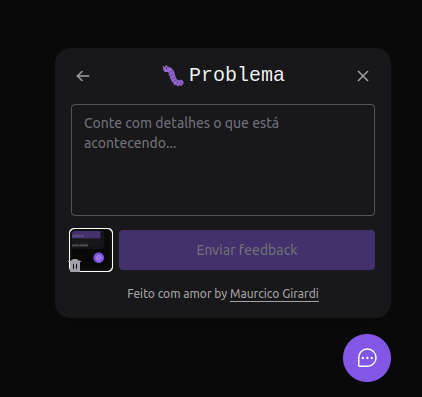 Problema
Conte com detalhes o que está
acontecendo...
Enviar feedback
Feito com amor by Maurcico Girardi